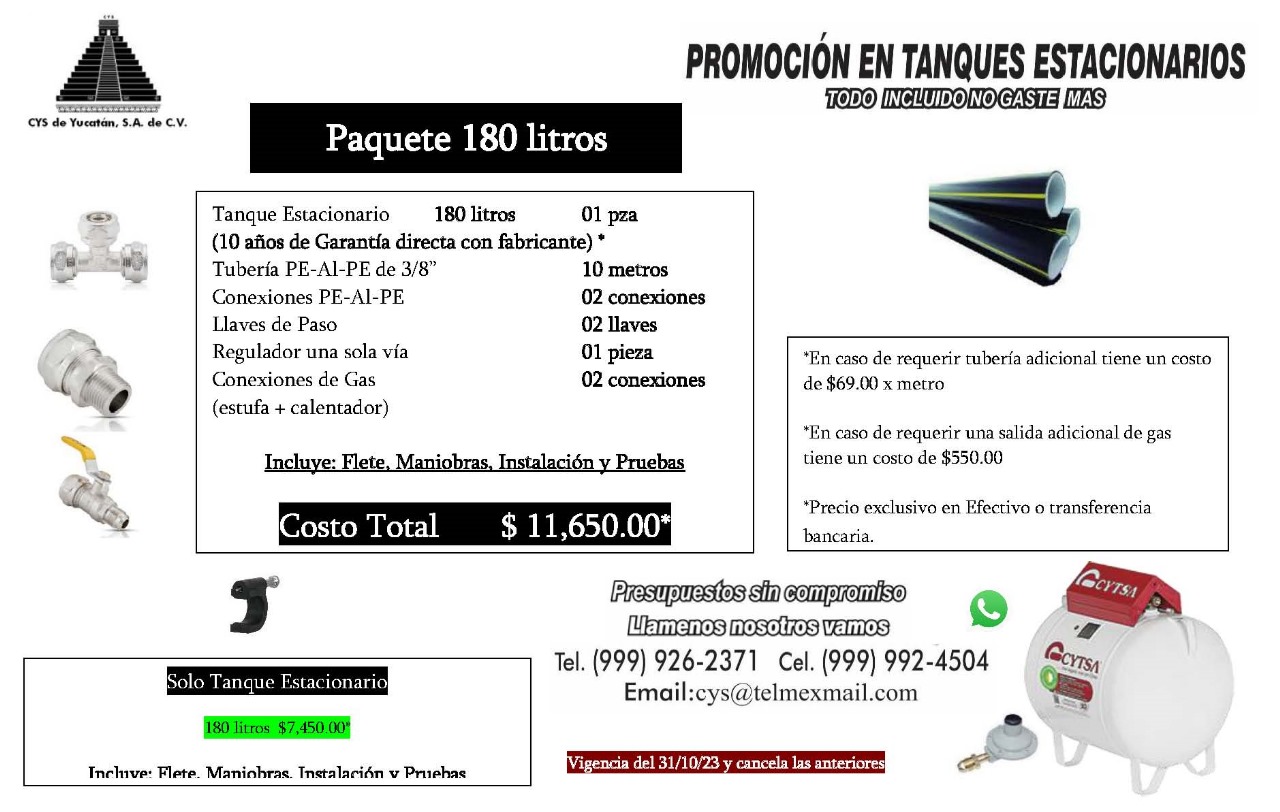 CYS
CYS de Yucatán, S.A. de C.V.
PROMOCIÓN EN TANQUES ESTACIONARIOS
TODO INCLUIDO NO GASTE MAS
Paquete 180 litros
Tanque Estacionario 180 litros 01 pza
(10 años de Garantía directa con fabricante) *
Tubería PE-Al-PE de 3/8” 10 metros
Conexiones PE-Al-PE 02 conexiones
Llaves de Paso 02 llaves
Regulador una sola vía 01 pieza
Conexiones de Gas 02 conexiones
(estufa + calentador)
Incluye: Flete, Maniobras, Instalación y Pruebas
Costo Total $ 11,650.00*
*En caso de requerir tubería adicional tiene un costo
de $69.00 x metro
*En caso de requerir una salida adicional de gas
tiene un costo de $550.00
*Precio exclusivo en Efectivo o transferencia
bancaria.
Presupuestos sin compromiso
Llamenos nosotros vamos
Tel. (999) 926-2371 Cel. (999) 992-4504
Email:cys@telmexmail.com
Solo Tanque Estacionario
180 litros $7,450.00*
Incluye: Flete, Maniobras, Instalación y Pruebas
Vigencia del 31/10/23 y cancela las anteriores
CYTSA
CYTSA